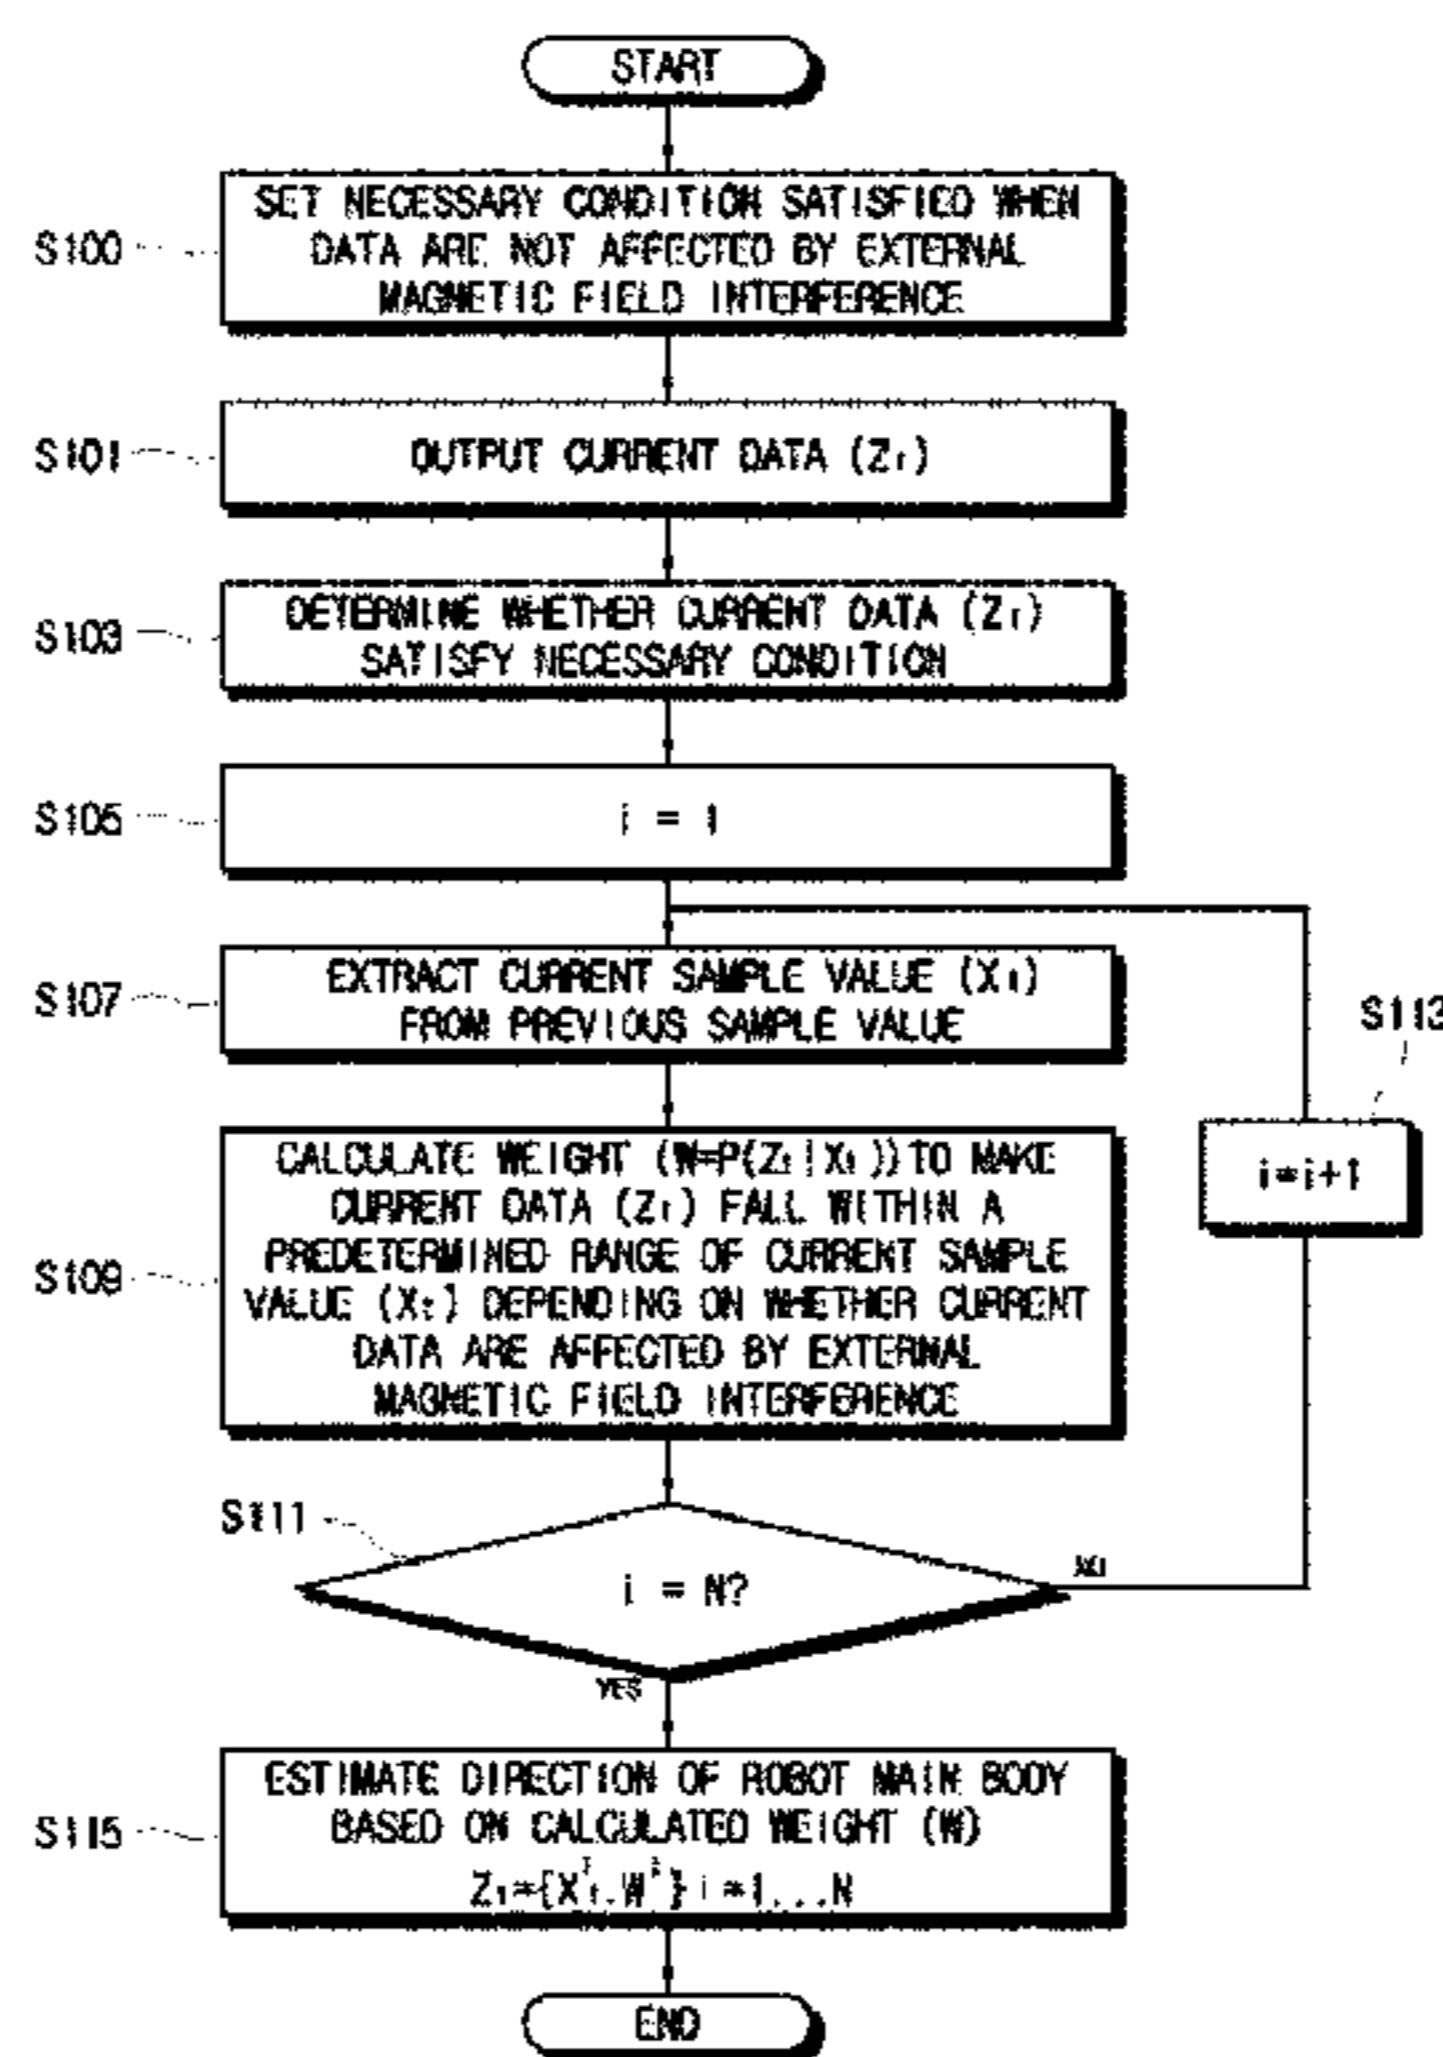 START
S100
SET NECESSARY CONDITION SATISFIED WHEN
DATA ARE NOT AFFECTED BY EXTERNAL
MAGNETIC FIELD INTERFERENCE
S101
OUTPUT CURRENT DATA (Zt)
S103
DETERMINE WHETHER CURRENT DATA (Zt)
SATISFY NECESSARY CONDITION
S105
i = 1
S107
EXTRACT CURRENT SAMPLE VALUE (Xt)
FROM PREVIOUS SAMPLE VALUE
S113
i=i+1
S109
CALCULATE WEIGHT (W=P(Zt|Xt)) TO MAKE
CURRENT DATA (Zt) FALL WITHIN A
PREDETERMINED RANGE OF CURRENT SAMPLE
VALUE (Xt) DEPENDING ON WHETHER CURRENT
DATA ARE AFFECTED BY EXTERNAL
MAGNETIC FIELD INTERFERENCE
S111
i = N?
NO
YES
S115
ESTIMATE DIRECTION OF ROBOT MAIN BODY
BASED ON CALCULATED WEIGHT (W)
Zt={Xit.Wi} i=1...N
END